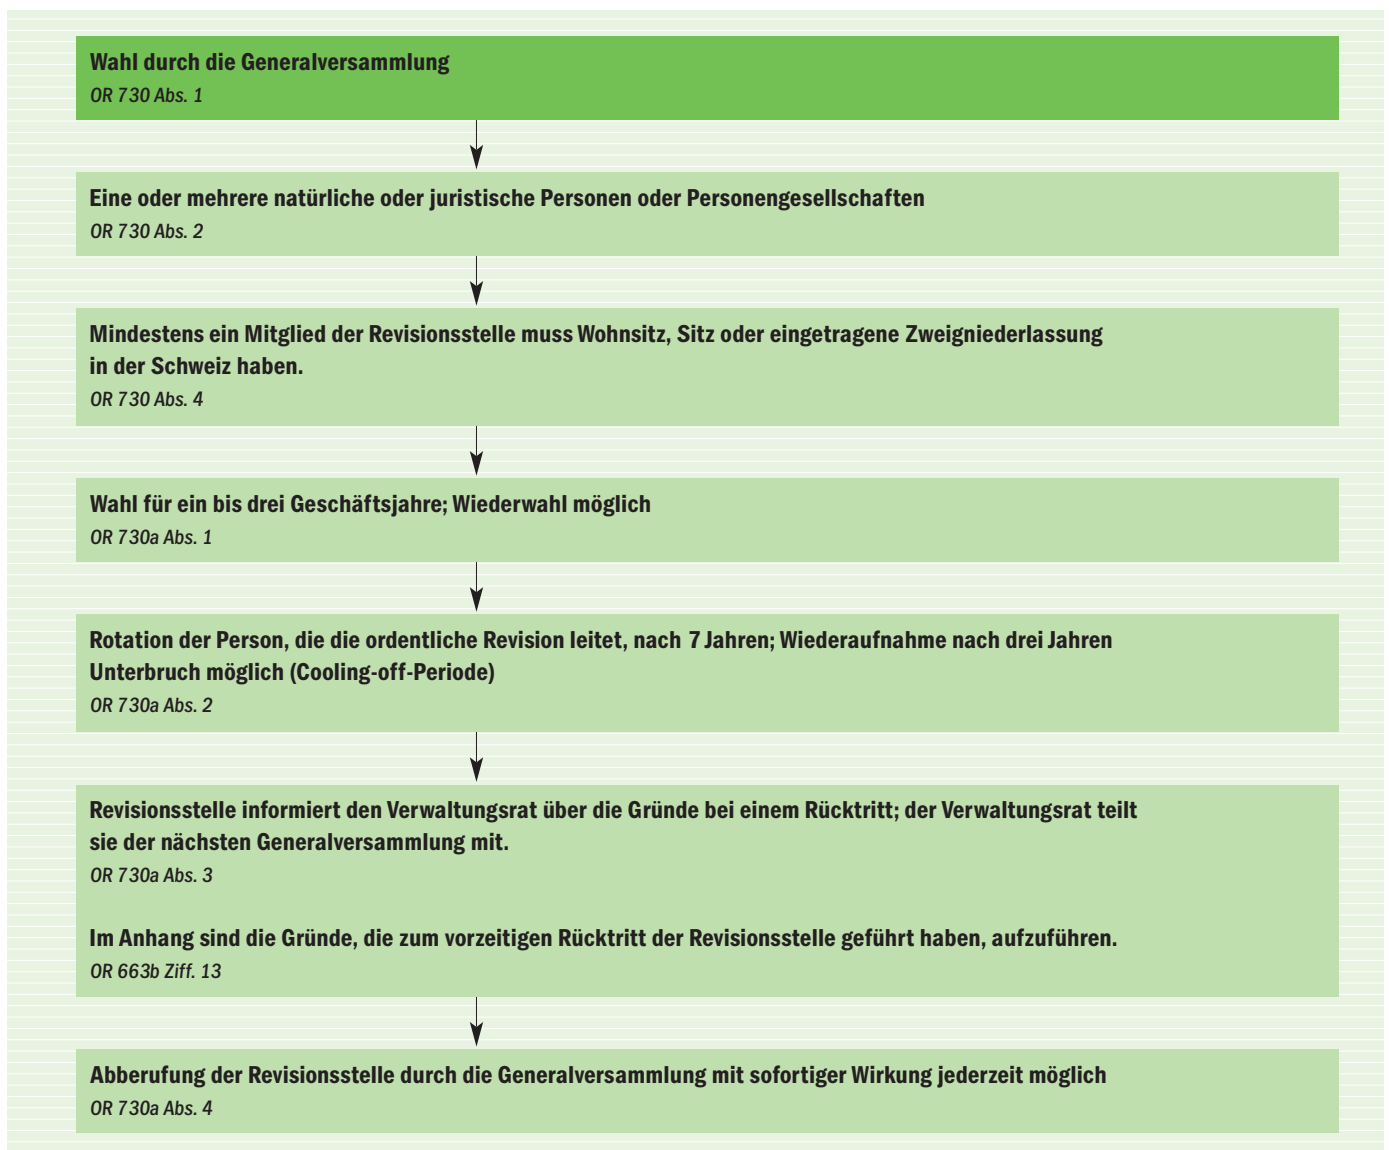 Wahl durch die Generalversammlung
OR 730 Abs. 1
Eine oder mehrere natürliche oder juristische Personen oder Personengesellschaften
OR 730 Abs. 2
Mindestens ein Mitglied der Revisionsstelle muss Wohnsitz, Sitz oder eingetragene Zweigniederlassung
in der Schweiz haben.
OR 730 Abs. 4
Wahl für ein bis drei Geschäftsjahre; Wiederwahl möglich
OR 730a Abs. 1
Rotation der Person, die die ordentliche Revision leitet, nach 7 Jahren; Wiederaufnahme nach drei Jahren
Unterbruch möglich (Cooling-off-Periode)
OR 730a Abs. 2
Revisionsstelle informiert den Verwaltungsrat über die Gründe bei einem Rücktritt; der Verwaltungsrat teilt
sie der nächsten Generalversammlung mit.
OR 730a Abs. 3
Im Anhang sind die Gründe, die zum vorzeitigen Rücktritt der Revisionsstelle geführt haben, aufzuführen.
OR 663b Ziff. 13
Abberufung der Revisionsstelle durch die Generalversammlung mit sofortiger Wirkung jederzeit möglich
OR 730a Abs. 4